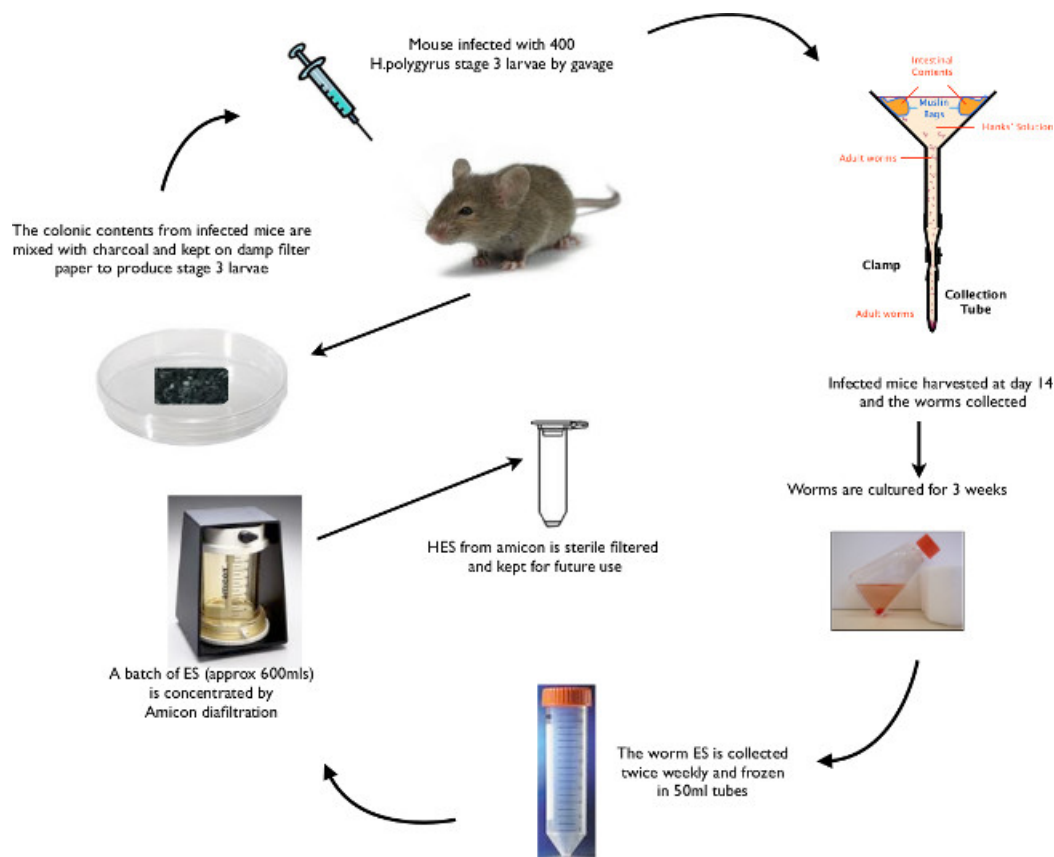 Mouse infected with 400
H.polygyrus stage 3 larvae by gavage
Intestinal
Contents
Muslin
Bags
Hanks' Solution
Adult worms
Clamp
Collection
Tube
Adult worms
The colonic contents from infected mice are
mixed with charcoal and kept on damp filter
paper to produce stage 3 larvae
Infected mice harvested at day 14
and the worms collected
Worms are cultured for 3 weeks
HES from amicon is sterile filtered
and kept for future use
amicon
A batch of ES (approx 600mls)
is concentrated by
Amicon diafiltration
The worm ES is collected
twice weekly and frozen
in 50ml tubes